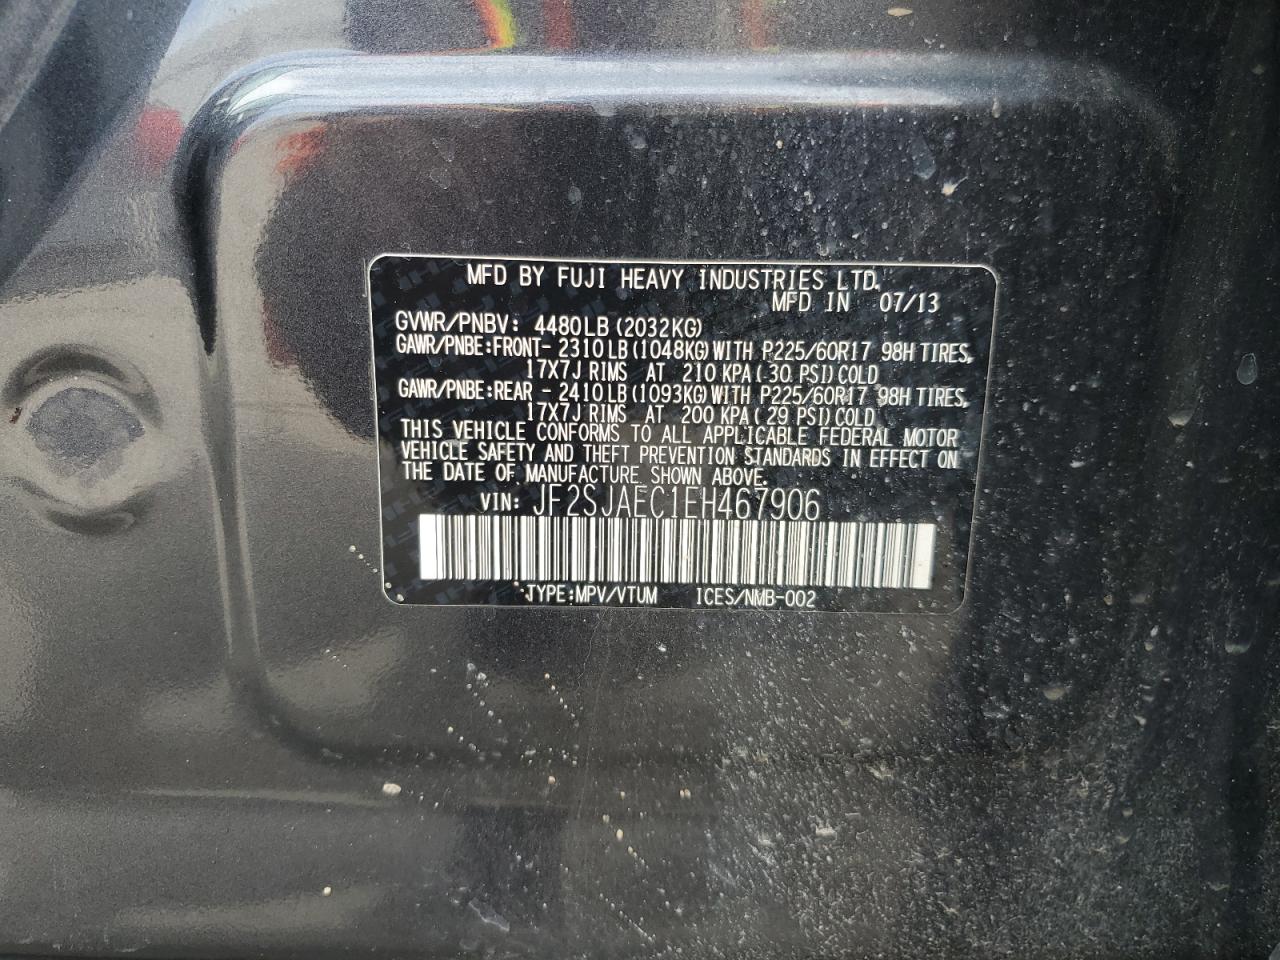 MFD BY FUJI HEAVY INDUSTRIES LTD.
MFD IN 07/13
GVWR/PNBV: 4480LB (2032KG)
GAWR/PNBE:FRONT- 2310LB (1048KG) WITH P225/60R17 98H TIRES,
17X7J RIMS AT 210 KPA( 30 PSI) COLD
GAWR/PNBE:REAR - 2410LB (1093KG) WITH P225/60R17 98H TIRES,
17X7J RIMS AT 200 KPA( 29 PSI) COLD
THIS VEHICLE CONFORMS TO ALL APPLICABLE FEDERAL MOTOR
VEHICLE SAFETY AND THEFT PREVENTION STANDARDS IN EFFECT ON
THE DATE OF MANUFACTURE SHOWN ABOVE.
VIN: JF2SJAEC1EH467906
TYPE:MPV/VTUM ICES/NMB-002